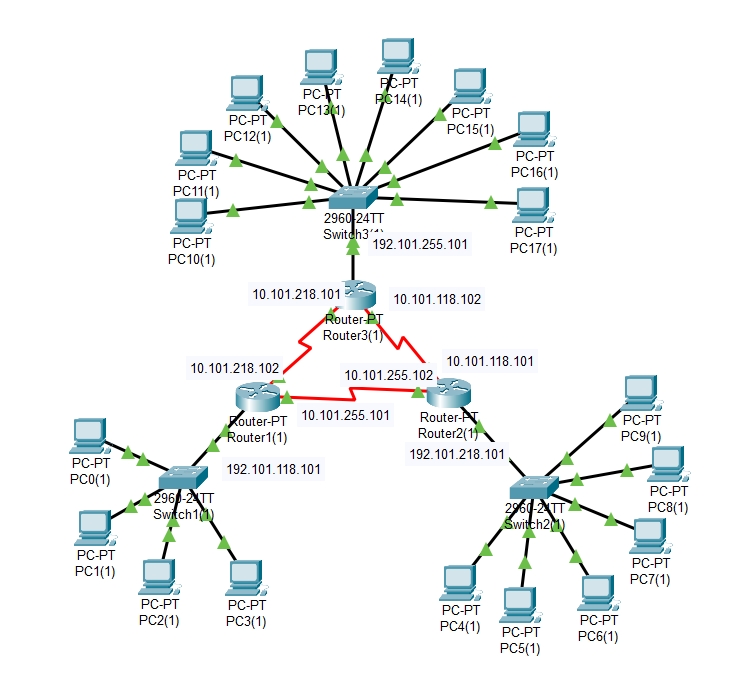 PC-PT
PC14(1)
PC-PT
PC13(1)
PC-PT
PC12(1)
PC-PT
PC15(1)
PC-PT
PC11(1)
PC-PT
PC16(1)
PC-PT
PC10(1)
PC-PT
PC17(1)
2960-24TT
Switch3(1)
192.101.255.101
10.101.218.101
10.101.118.102
Router-PT
Router3(1)
10.101.218.102
10.101.118.101
10.101.255.102
Router-PT
Router1(1)
10.101.255.101
Router-PT
Router2(1)
192.101.118.101
192.101.218.101
PC-PT
PC0(1)
2960-24TT
Switch1(1)
PC-PT
PC1(1)
PC-PT
PC2(1)
PC-PT
PC3(1)
PC-PT
PC9(1)
PC-PT
PC8(1)
2960-24TT
Switch2(1)
PC-PT
PC7(1)
PC-PT
PC4(1)
PC-PT
PC5(1)
PC-PT
PC6(1)